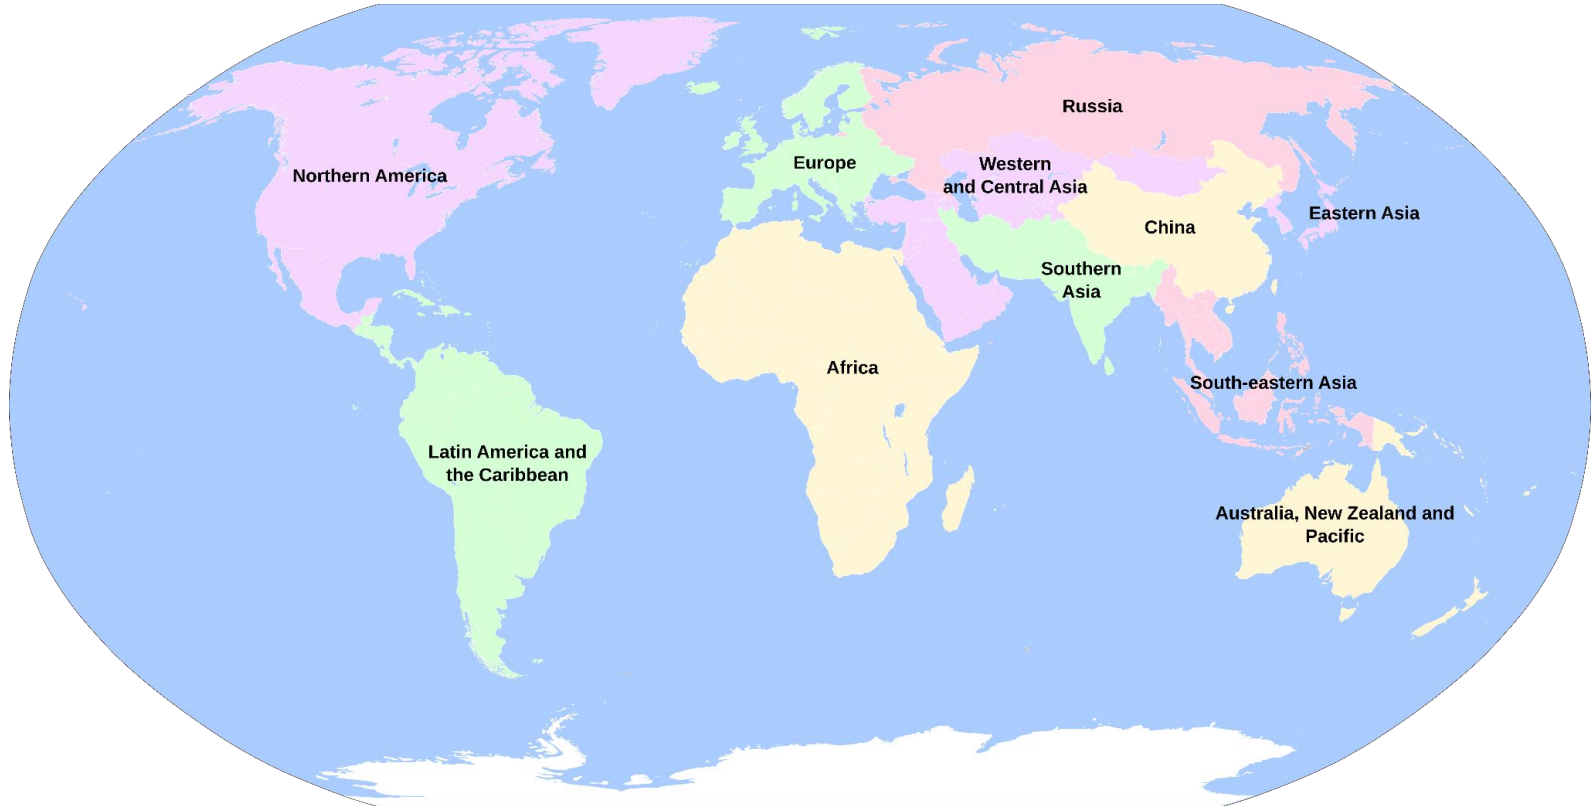 Russia
Europe
Western
and Central Asia
Northern America
Eastern Asia
China
Southern
Asia
Africa
South-eastern Asia
Latin America and
the Caribbean
Australia, New Zealand and
Pacific